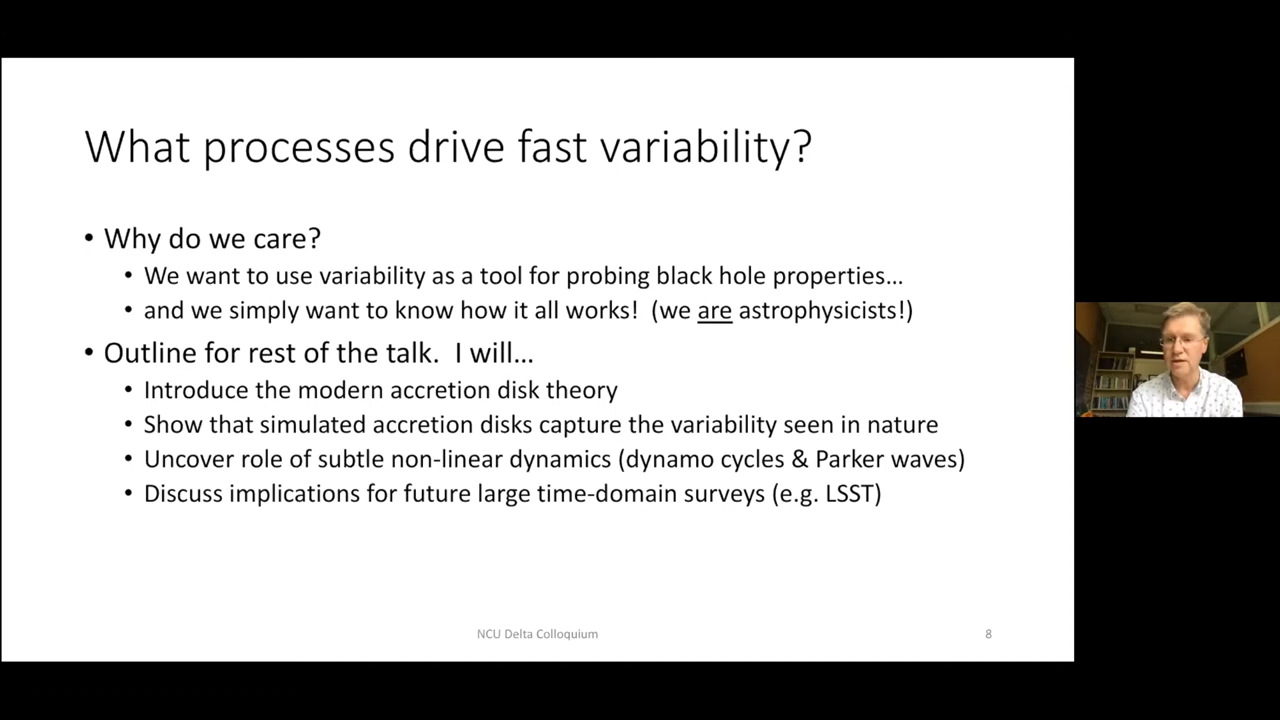 What processes drive fast variability?
• Why do we care?
• We want to use variability as a tool for probing black hole properties...
• and we simply want to know how it all works!  (we are astrophysicists!)
• Outline for rest of the talk.  I will...
• Introduce the modern accretion disk theory
• Show that simulated accretion disks capture the variability seen in nature
• Uncover role of subtle non-linear dynamics (dynamo cycles & Parker waves)
• Discuss implications for future large time-domain surveys (e.g. LSST)
NCU Delta Colloquium
8